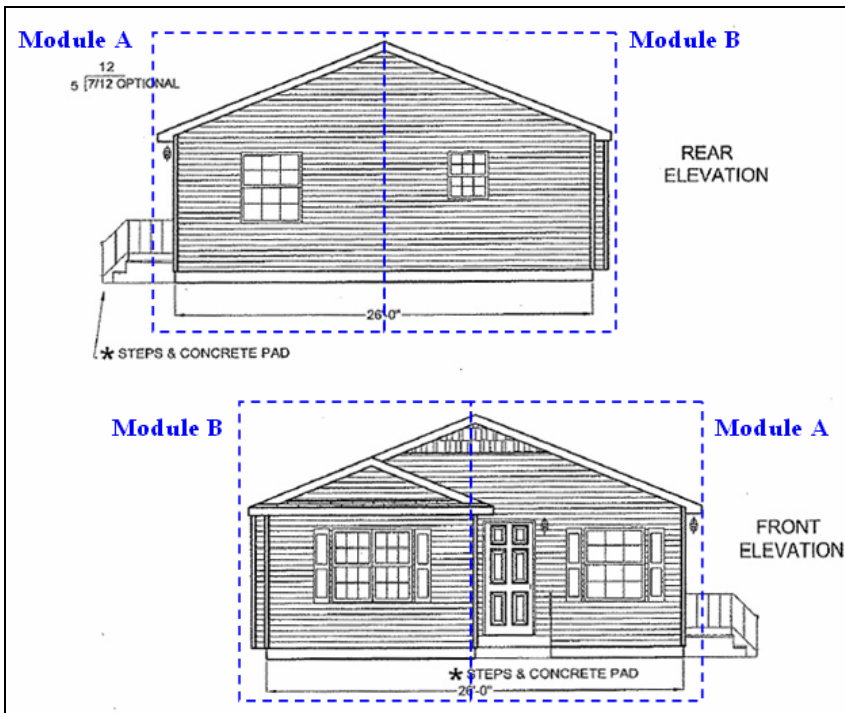 Module A
Module B
12
5 7/12 OPTIONAL
REAR
ELEVATION
26'-0"
* STEPS & CONCRETE PAD
Module B
Module A
FRONT
ELEVATION
* STEPS & CONCRETE PAD
26'-0"